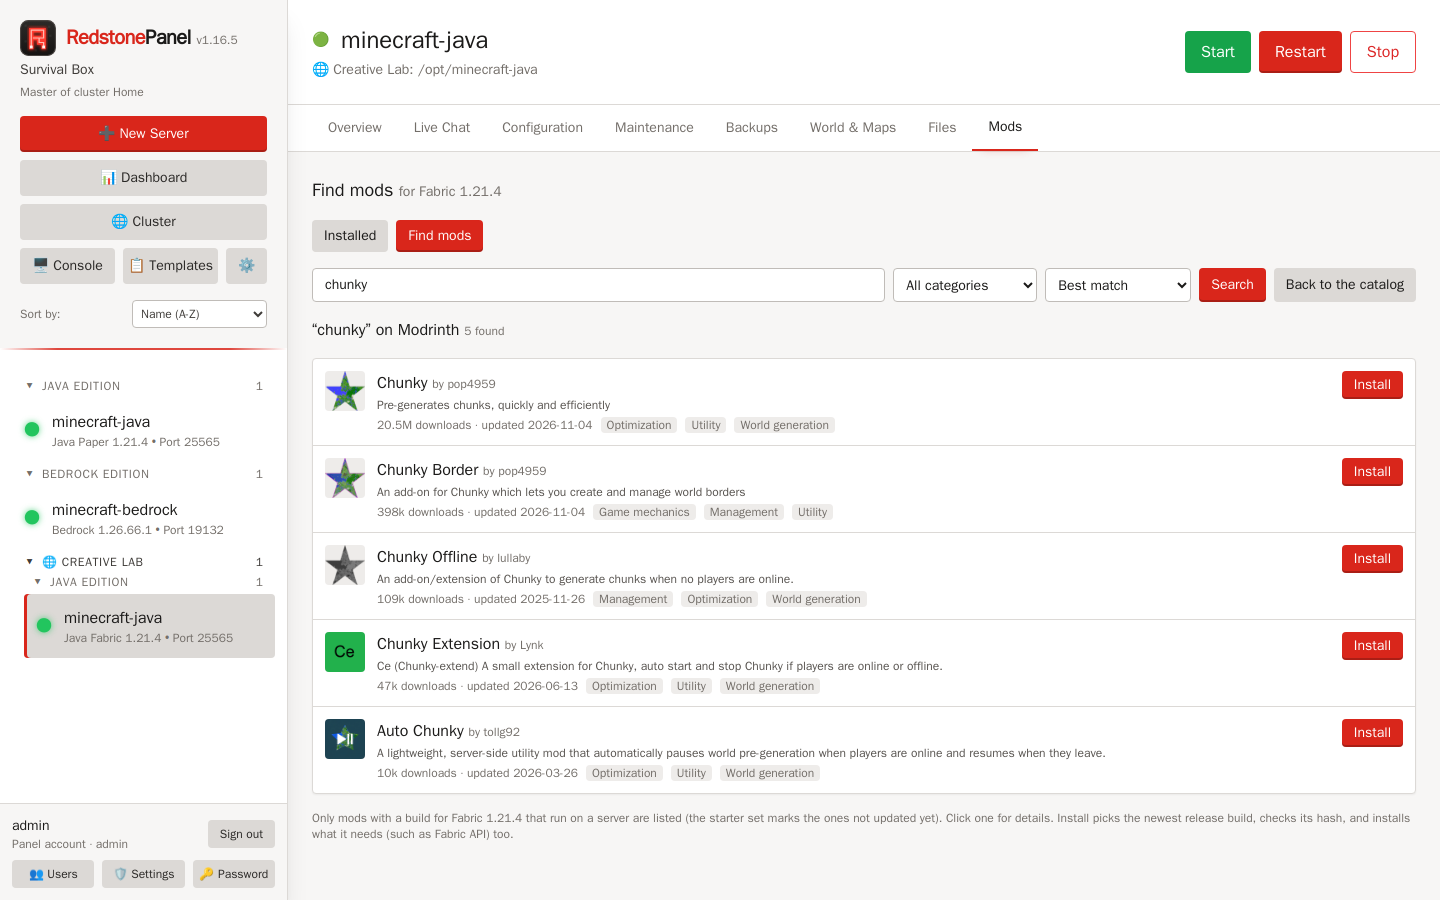 RedstonePanel v1.16.5
Survival Box
Master of cluster Home
➕ New Server
📊 Dashboard
🌐 Cluster
🖥️ Console
📋 Templates
⚙️
Sort by:
Name (A-Z)
▼ JAVA EDITION 1
minecraft-java
Java Paper 1.21.4 • Port 25565
▼ BEDROCK EDITION 1
minecraft-bedrock
Bedrock 1.26.66.1 • Port 19132
▼ 🌐 CREATIVE LAB 1
▼ JAVA EDITION 1
minecraft-java
Java Fabric 1.21.4 • Port 25565
admin
Panel account · admin
Sign out
👥 Users
🛡️ Settings
🔑 Password
minecraft-java
🌐 Creative Lab: /opt/minecraft-java
Start
Restart
Stop
Overview
Live Chat
Configuration
Maintenance
Backups
World & Maps
Files
Mods
Find mods for Fabric 1.21.4
Installed
Find mods
chunky
All categories
Best match
Search
Back to the catalog
“chunky” on Modrinth 5 found
Chunky by pop4959
Pre-generates chunks, quickly and efficiently
20.5M downloads · updated 2026-11-04 Optimization Utility World generation
Install
Chunky Border by pop4959
An add-on for Chunky which lets you create and manage world borders
398k downloads · updated 2026-11-04 Game mechanics Management Utility
Install
Chunky Offline by lullaby
An add-on/extension of Chunky to generate chunks when no players are online.
109k downloads · updated 2025-11-26 Management Optimization World generation
Install
Ce
Chunky Extension by Lynk
Ce (Chunky-extend) A small extension for Chunky, auto start and stop Chunky if players are online or offline.
47k downloads · updated 2026-06-13 Optimization Utility World generation
Install
Auto Chunky by tollg92
A lightweight, server-side utility mod that automatically pauses world pre-generation when players are online and resumes when they leave.
10k downloads · updated 2026-03-26 Optimization Utility World generation
Install
Only mods with a build for Fabric 1.21.4 that run on a server are listed (the starter set marks the ones not updated yet). Click one for details. Install picks the newest release build, checks its hash, and installs
what it needs (such as Fabric API) too.